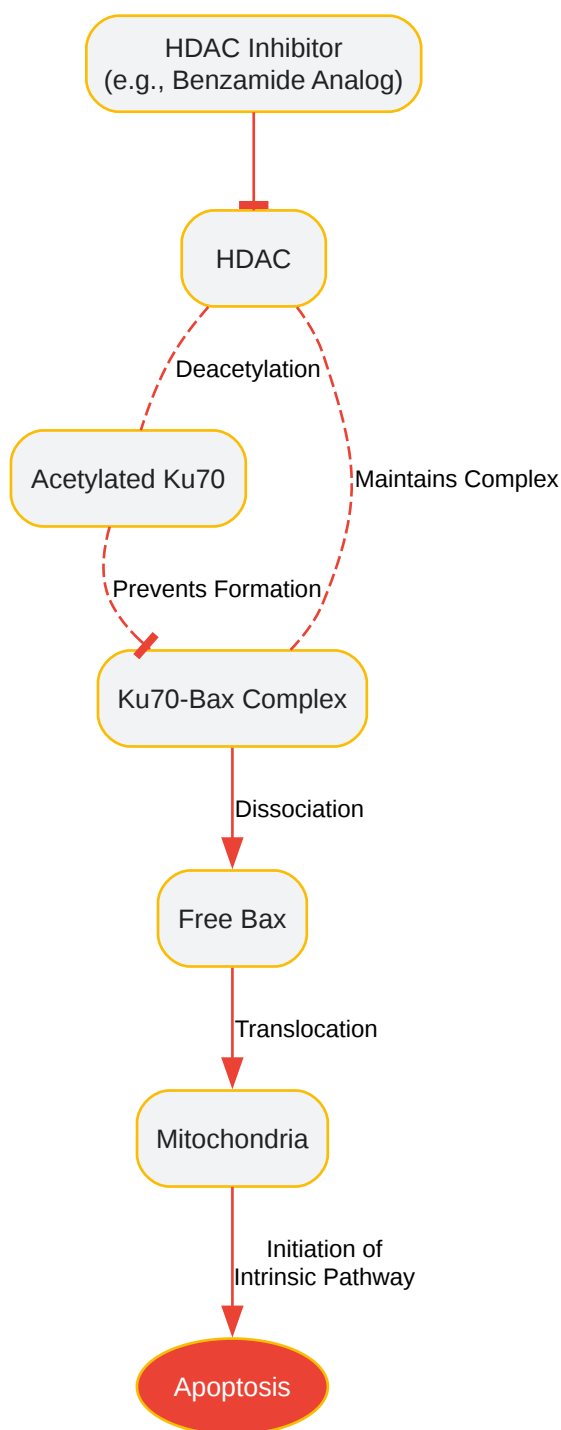 HDAC Inhibitor
(e.g., Benzamide Analog)
HDAC
Deacetylation
Acetylated Ku70
Maintains Complex
Prevents Formation
Ku70-Bax Complex
Dissociation
Free Bax
Translocation
Mitochondria
Initiation of
Intrinsic Pathway
Apoptosis